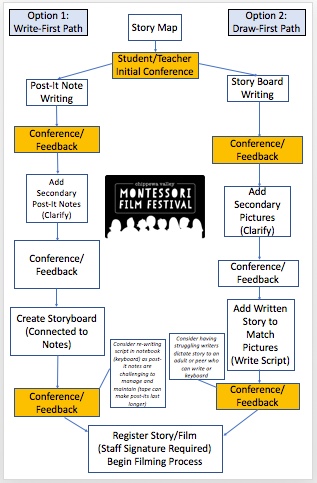 Option 1:
Write-First Path
Story Map
Option 2:
Draw-First Path
Student/Teacher
Initial Conference
Post-It Note
Writing
Story Board
Writing
Conference/
Feedback
Conference/
Feedback
Add
Secondary
Post-It Notes
(Clarify)
chippewa valley
MONTESSORI
FILM FESTIVAL
Add
Secondary
Pictures
(Clarify)
Conference/
Feedback
Conference/
Feedback
Create Storyboard
(Connected to
Notes)
Add Written
Story to
Match
Pictures
(Write Script)
Consider re-writing
script in notebook
(keyboard) as post-
it notes are
challenging to
manage and
maintain (tape can
make post-its last
longer)
Consider having
struggling writers
dictate story to an
adult or peer who
can write or
keyboard
Conference/
Feedback
Conference/
Feedback
Register Story/Film
(Staff Signature Required)
Begin Filming Process